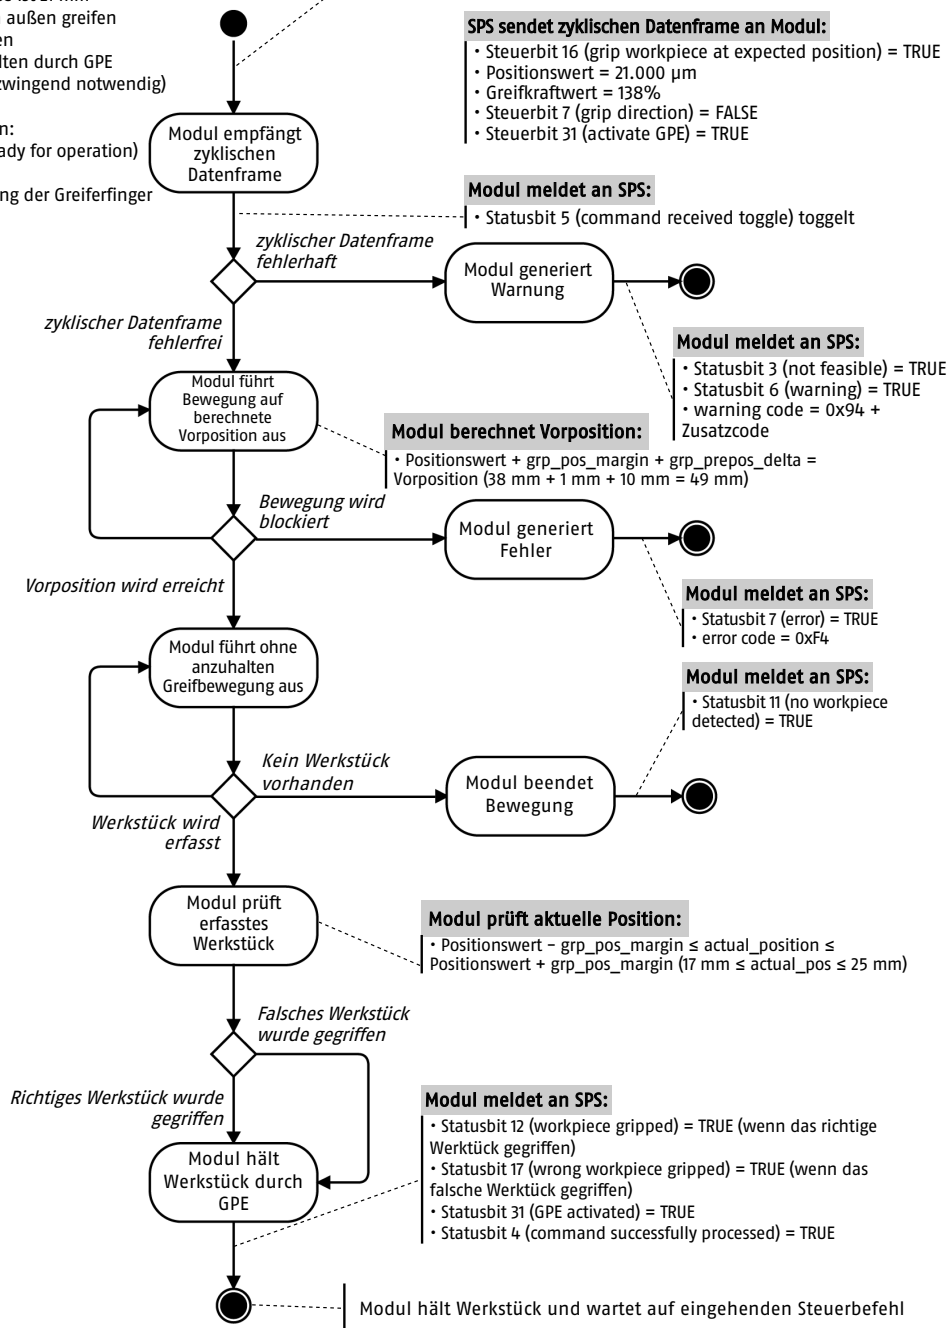 außen greifen
en
lten durch GPE
zwingend notwendig)
n:
ady for operation)
ng der Greiferfinger
SPS sendet zyklischen Datenframe an Modul:
• Steuerbit 16 (grip workpiece at expected position) = TRUE
• Positionswert = 21.000 µm
• Greifkraftwert = 138%
• Steuerbit 7 (grip direction) = FALSE
• Steuerbit 31 (activate GPE) = TRUE
Modul empfängt
zyklischen
Datenframe
Modul meldet an SPS:
• Statusbit 5 (command received toggle) toggelt
zyklischer Datenframe
fehlerhaft
Modul generiert
Warnung
zyklischer Datenframe
fehlerfrei
Modul meldet an SPS:
• Statusbit 3 (not feasible) = TRUE
• Statusbit 6 (warning) = TRUE
• warning code = 0x94 +
Zusatzcode
Modul führt
Bewegung auf
berechnete
Vorposition aus
Modul berechnet Vorposition:
• Positionswert + grp_pos_margin + grp_prepos_delta =
Vorposition (38 mm + 1 mm + 10 mm = 49 mm)
Bewegung wird
blockiert
Modul generiert
Fehler
Vorposition wird erreicht
Modul meldet an SPS:
• Statusbit 7 (error) = TRUE
• error code = 0xF4
Modul führt ohne
anzuhalten
Greifbewegung aus
Modul meldet an SPS:
• Statusbit 11 (no workpiece
detected) = TRUE
Kein Werkstück
vorhanden
Modul beendet
Bewegung
Werkstück wird
erfasst
Modul prüft
erfasstes
Werkstück
Modul prüft aktuelle Position:
• Positionswert − grp_pos_margin ≤ actual_position ≤
Positionswert + grp_pos_margin (17 mm ≤ actual_pos ≤ 25 mm)
Falsches Werkstück
wurde gegriffen
Richtiges Werkstück wurde
gegriffen
Modul hält
Werkstück durch
GPE
Modul meldet an SPS:
• Statusbit 12 (workpiece gripped) = TRUE (wenn das richtige
Werktück gegriffen)
• Statusbit 17 (wrong workpiece gripped) = TRUE (wenn das
falsche Werktück gegriffen)
• Statusbit 31 (GPE activated) = TRUE
• Statusbit 4 (command successfully processed) = TRUE
Modul hält Werkstück und wartet auf eingehenden Steuerbefehl